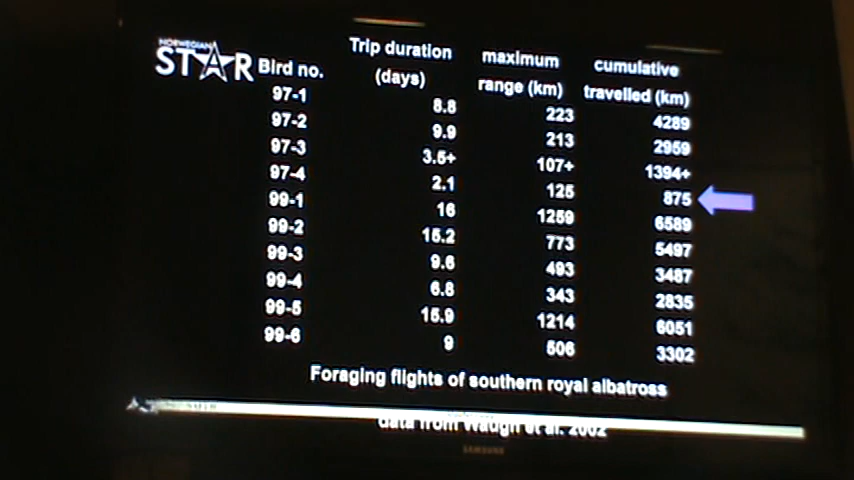 NORWEGIAN
STAR
Bird no. Trip duration (days) maximum range (km) cumulative travelled (km)
97-1 8.8 223 4289
97-2 9.9 213 2959
97-3 3.5+ 107+ 1394+
97-4 2.1 125 875
99-1 16 1259 6589
99-2 15.2 773 5497
99-3 9.6 493 3487
99-4 6.8 343 2835
99-5 15.9 1214 6051
99-6 9 506 3302
Foraging flights of southern royal albatross
data from Waugh et al. 2002
SAMSUNG